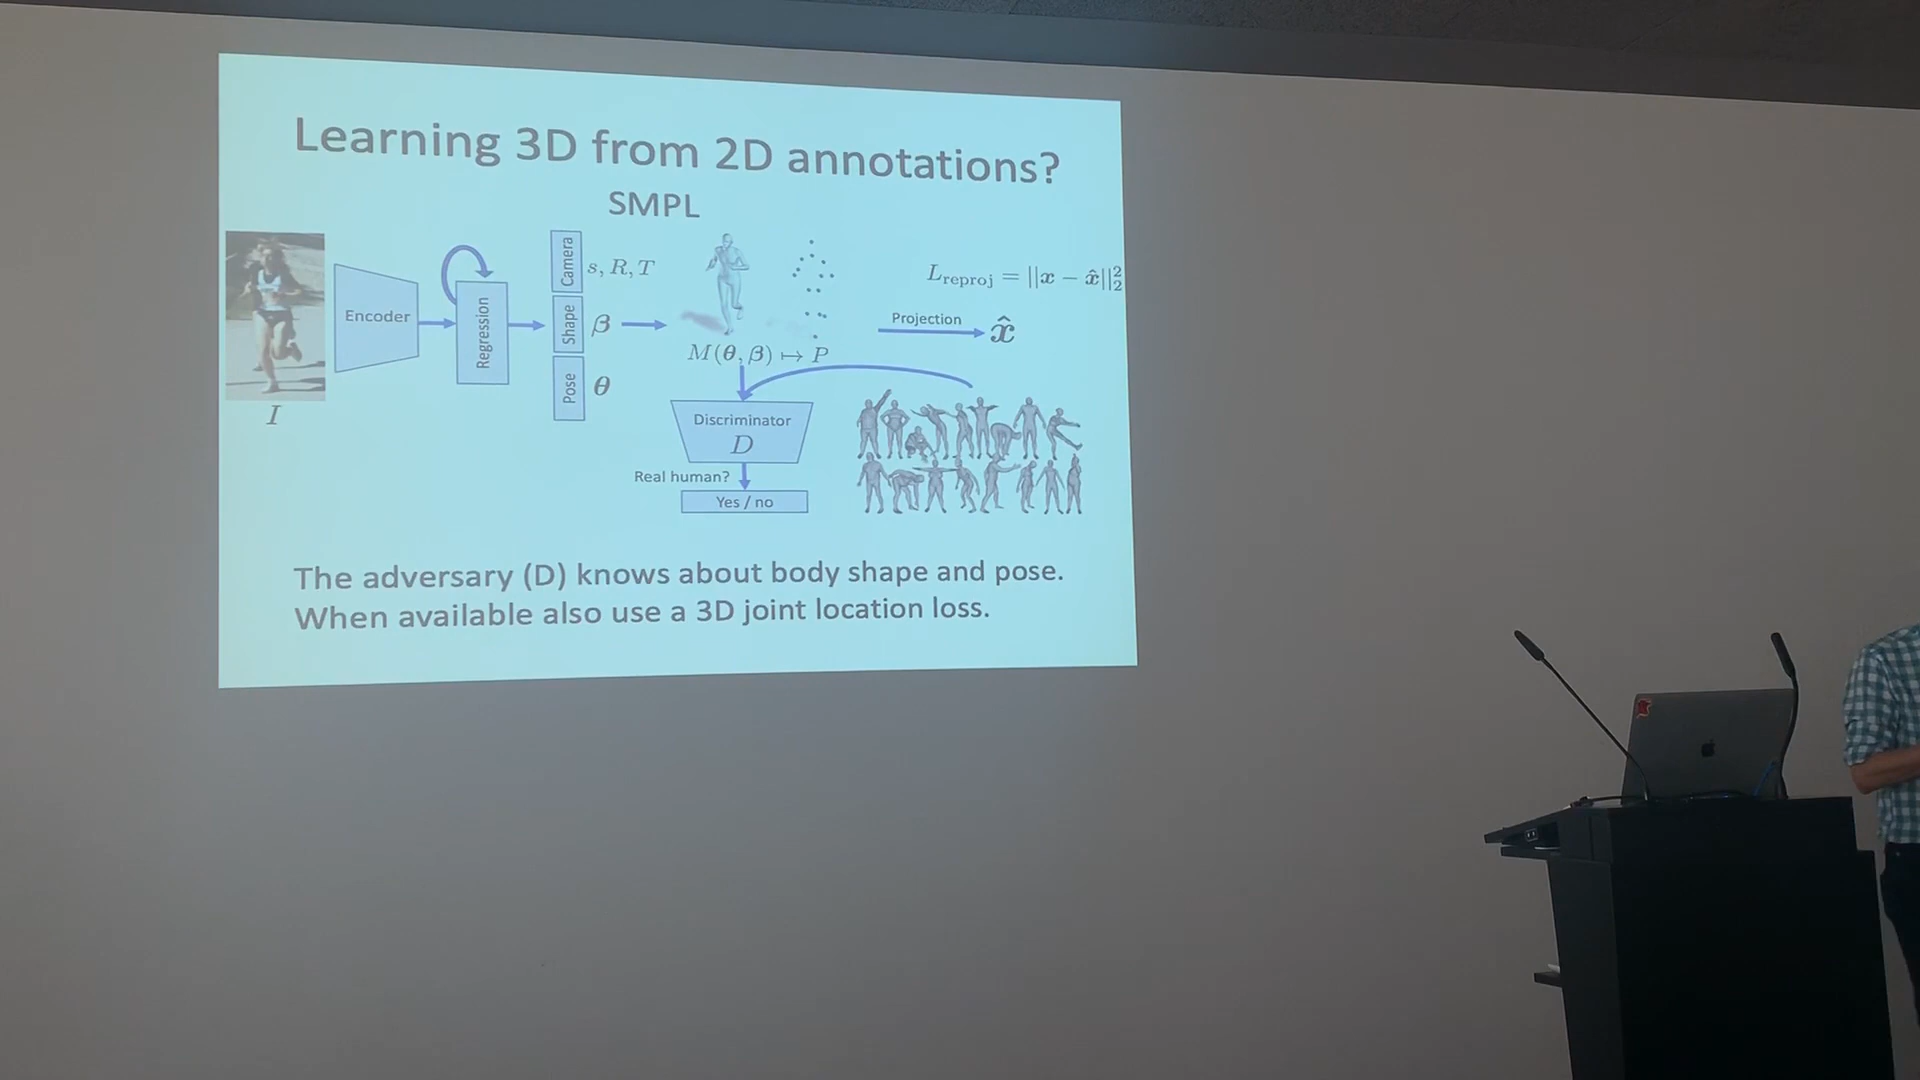 Learning 3D from 2D annotations?
SMPL
I
Encoder
Regression
Camera
s, R, T
Shape
β
Pose
θ
M(θ, β) ↦ P
L_reproj = ||x − x̂||₂²
Projection
x̂
Discriminator
D
Real human?
Yes / no
The adversary (D) knows about body shape and pose.
When available also use a 3D joint location loss.